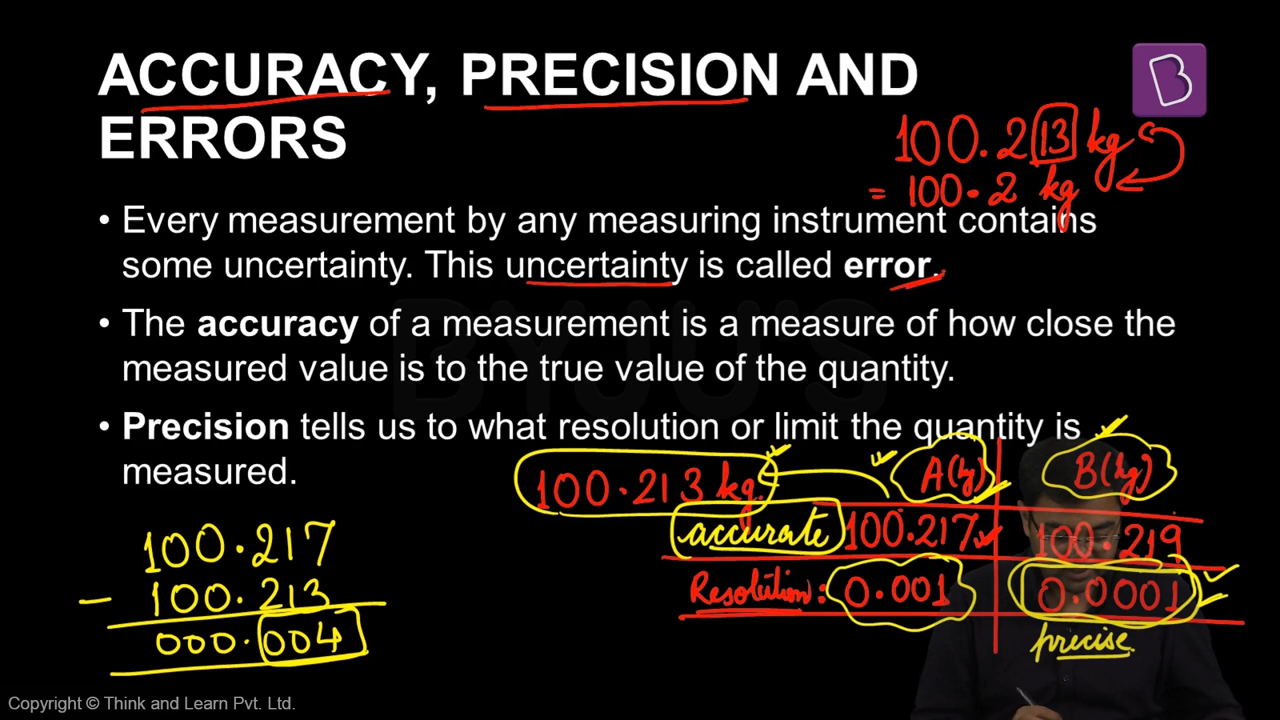 ACCURACY, PRECISION AND
ERRORS
B
100.213 kg
= 100.2 kg
• Every measurement by any measuring instrument contains
some uncertainty. This uncertainty is called error.
• The accuracy of a measurement is a measure of how close the
measured value is to the true value of the quantity.
• Precision tells us to what resolution or limit the quantity is
measured.
BYJU'S
100.213 kg. A(kg) B(kg)
accurate 100.217 100.219
Resolution: 0.001 0.0001
precise
100.217
- 100.213
000.004
Copyright © Think and Learn Pvt. Ltd.